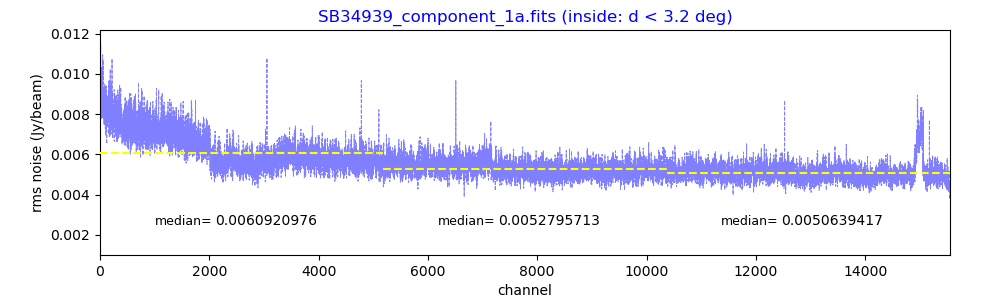 SB34939_component_1a.fits (inside: d < 3.2 deg)
rms noise (Jy/beam)
0.012
0.010
0.008
0.006
0.004
0.002
median= 0.0060920976
median= 0.0052795713
median= 0.0050639417
0 2000 4000 6000 8000 10000 12000 14000
channel